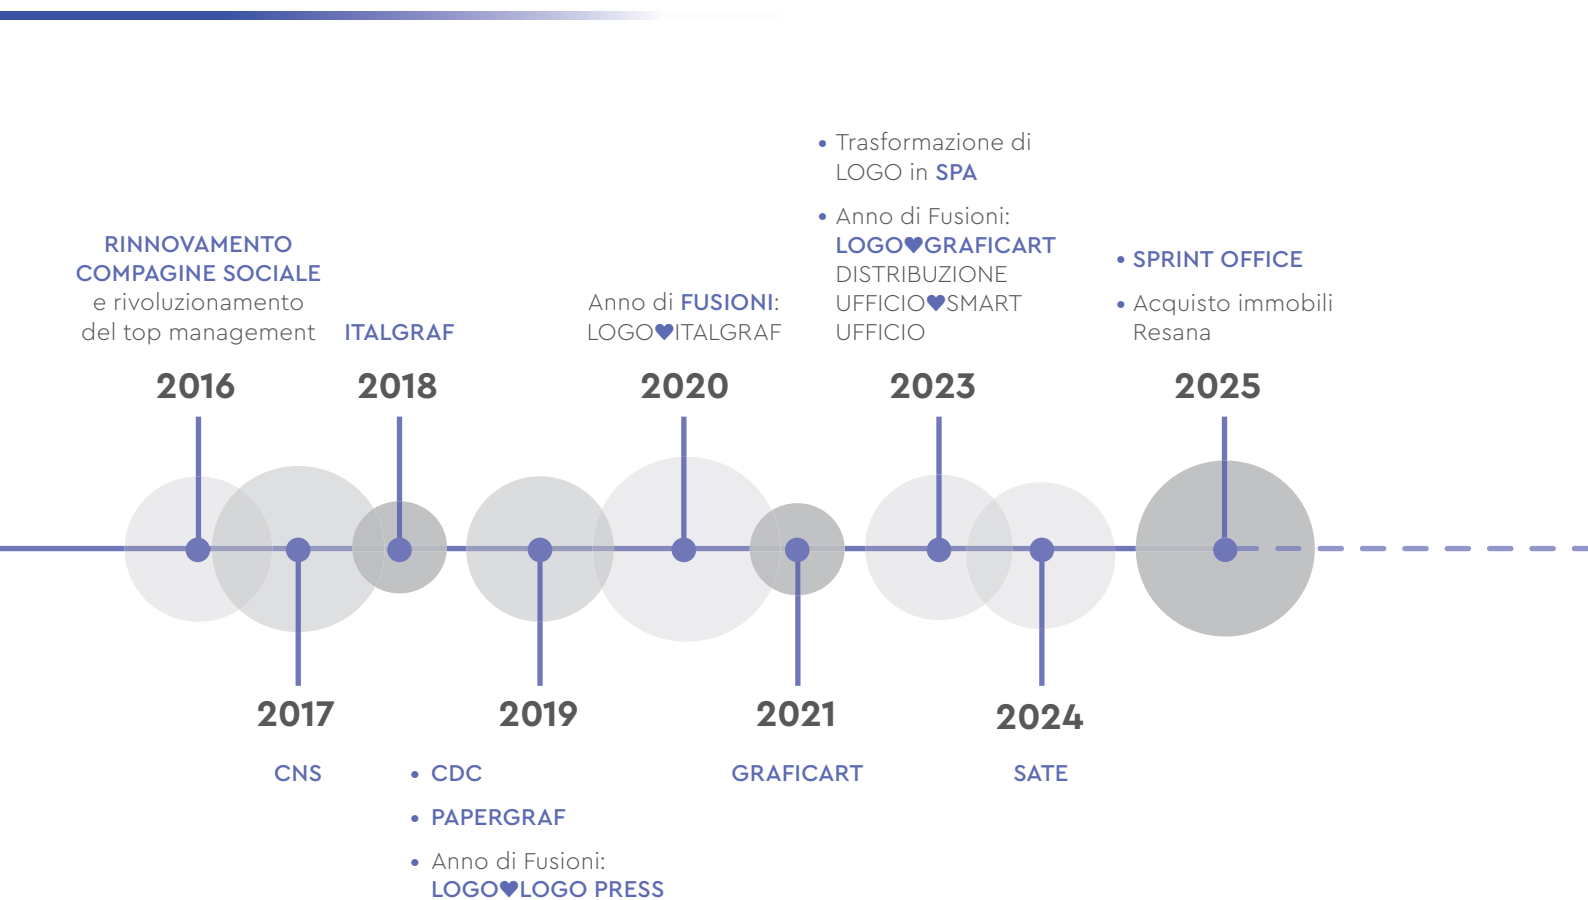 RINNOVAMENTO
COMPAGINE SOCIALE
e rivoluzionamento
del top management
2016
CNS
2017
ITALGRAF
2018
2019
• CDC
• PAPERGRAF
• Anno di Fusioni:
LOGO♥LOGO PRESS
Anno di FUSIONI:
LOGO♥ITALGRAF
2020
2021
GRAFICART
• Trasformazione di
LOGO in SPA
• Anno di Fusioni:
LOGO♥GRAFICART
DISTRIBUZIONE
UFFICIO♥SMART
UFFICIO
2023
2024
SATE
• SPRINT OFFICE
• Acquisto immobili
Resana
2025